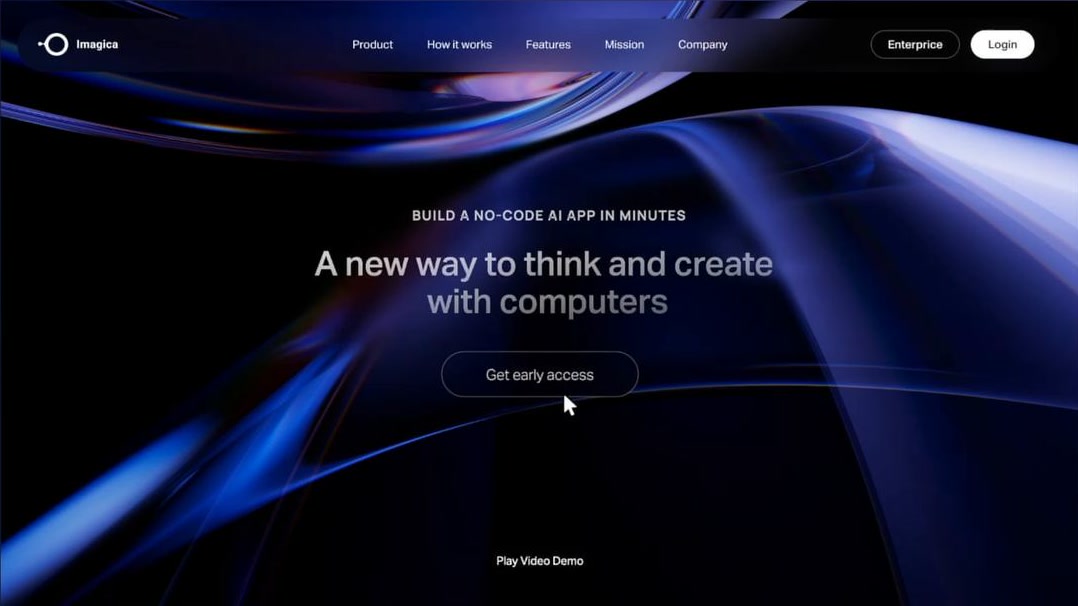 Imagica
Product
How it works
Features
Mission
Company
Enterprice
Login
BUILD A NO-CODE AI APP IN MINUTES
A new way to think and create
with computers
Get early access
Play Video Demo